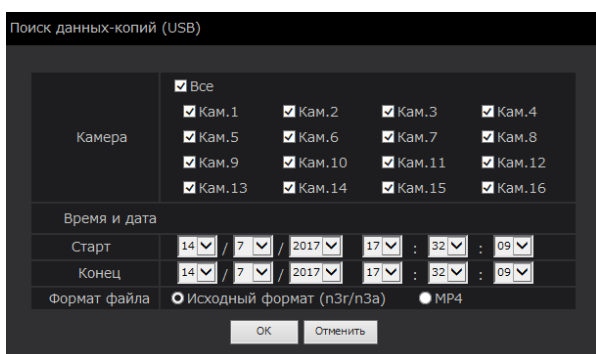 Поиск данных-копий (USB)
Все
Камера
Кам.1 Кам.2 Кам.3 Кам.4
Кам.5 Кам.6 Кам.7 Кам.8
Кам.9 Кам.10 Кам.11 Кам.12
Кам.13 Кам.14 Кам.15 Кам.16
Время и дата
Старт 14 / 7 / 2017 17 : 32 : 09
Конец 14 / 7 / 2017 17 : 32 : 09
Формат файла Исходный формат (n3r/n3a) MP4
OK Отменить